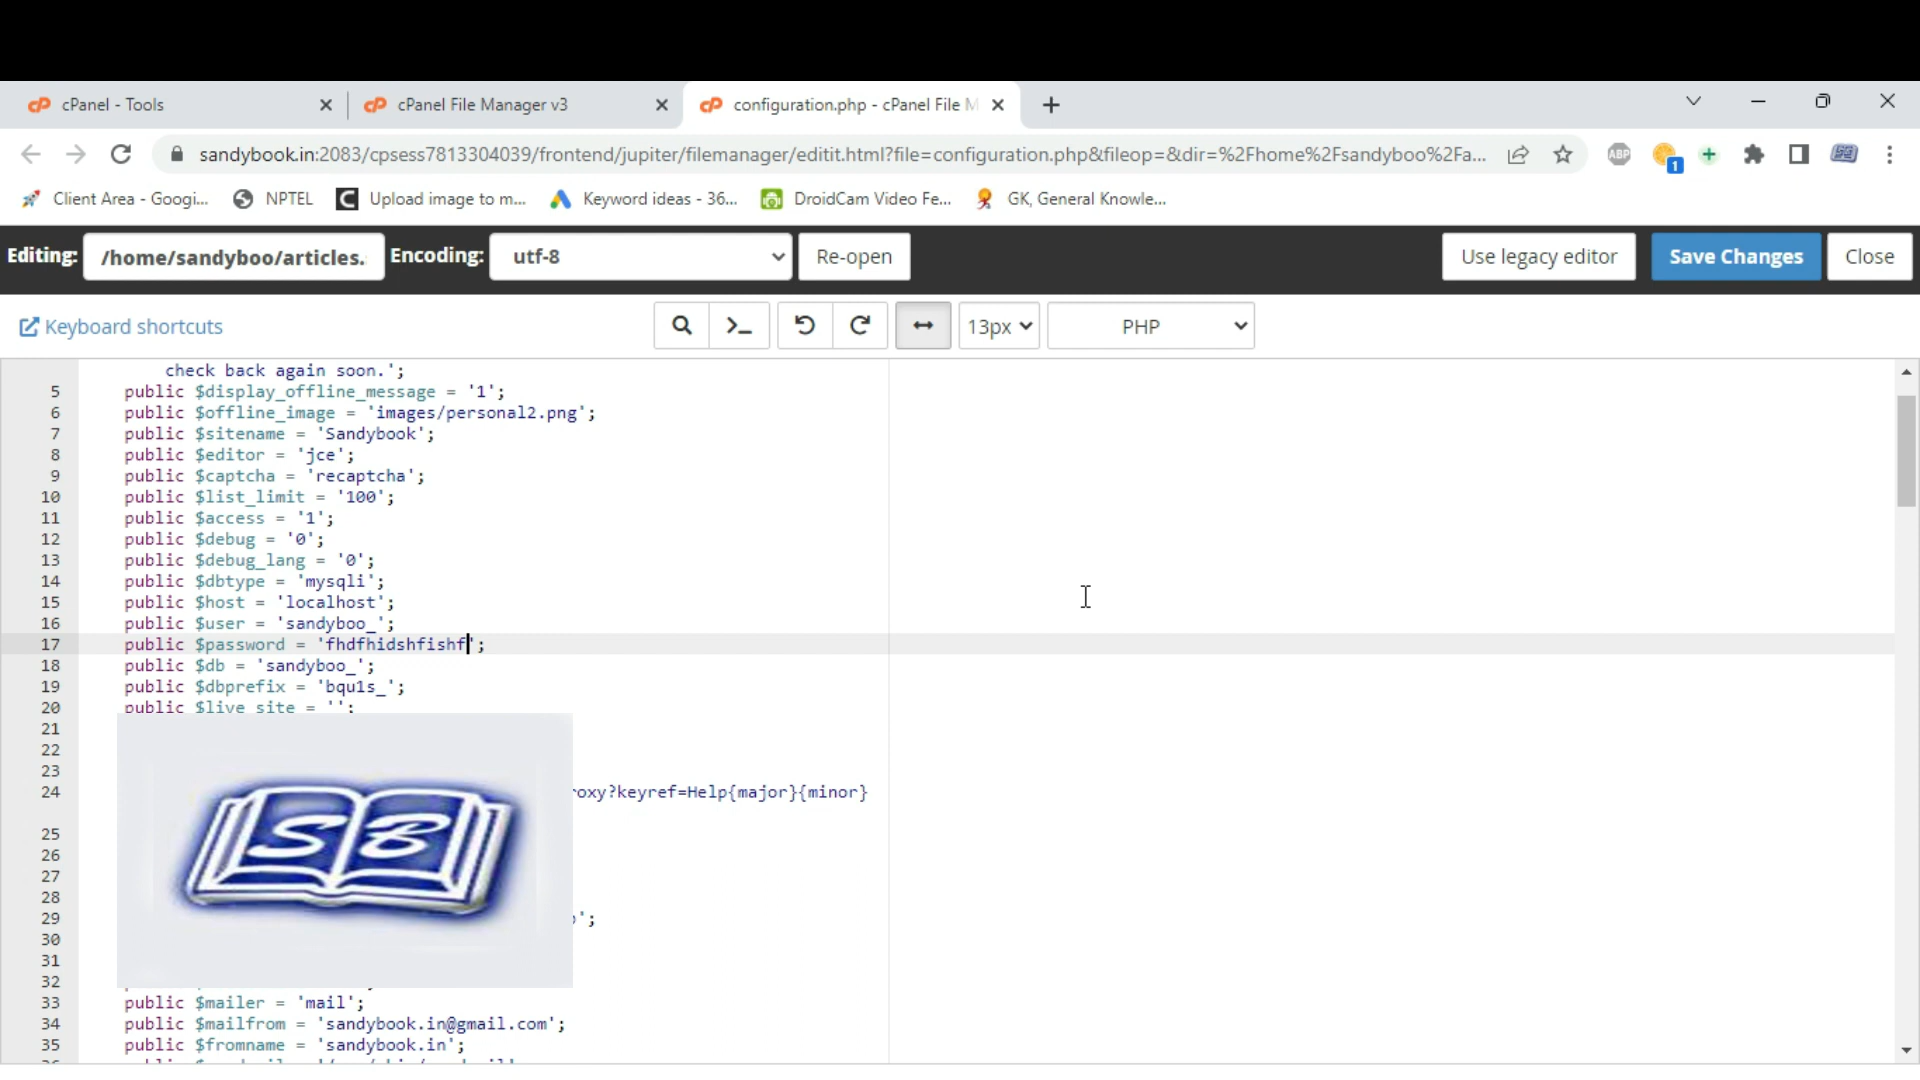 cPanel - Tools
cPanel File Manager v3
configuration.php - cPanel File M
sandybook.in:2083/cpsess7813304039/frontend/jupiter/filemanager/editit.html?file=configuration.php&fileop=&dir=%2Fhome%2Fsandyboo%2Fa...
ABP
1
Client Area - Googi...
NPTEL
Upload image to m...
Keyword ideas - 36...
DroidCam Video Fe...
GK, General Knowle...
Editing: /home/sandyboo/articles. Encoding: utf-8 Re-open Use legacy editor Save Changes Close
Keyboard shortcuts 13px PHP
check back again soon.';
5 public $display_offline_message = '1';
6 public $offline_image = 'images/personal2.png';
7 public $sitename = 'Sandybook';
8 public $editor = 'jce';
9 public $captcha = 'recaptcha';
10 public $list_limit = '100';
11 public $access = '1';
12 public $debug = '0';
13 public $debug_lang = '0';
14 public $dbtype = 'mysqli';
15 public $host = 'localhost';
16 public $user = 'sandyboo_';
17 public $password = 'fhdfhidshfishf';
18 public $db = 'sandyboo_';
19 public $dbprefix = 'bqu1s_';
20 public $live_site = '';
21
22
23
24 roxy?keyref=Help{major}{minor}
25
26
27
28
29 ';
30
31
32
SB
33 public $mailer = 'mail';
34 public $mailfrom = 'sandybook.in@gmail.com';
35 public $fromname = 'sandybook.in';